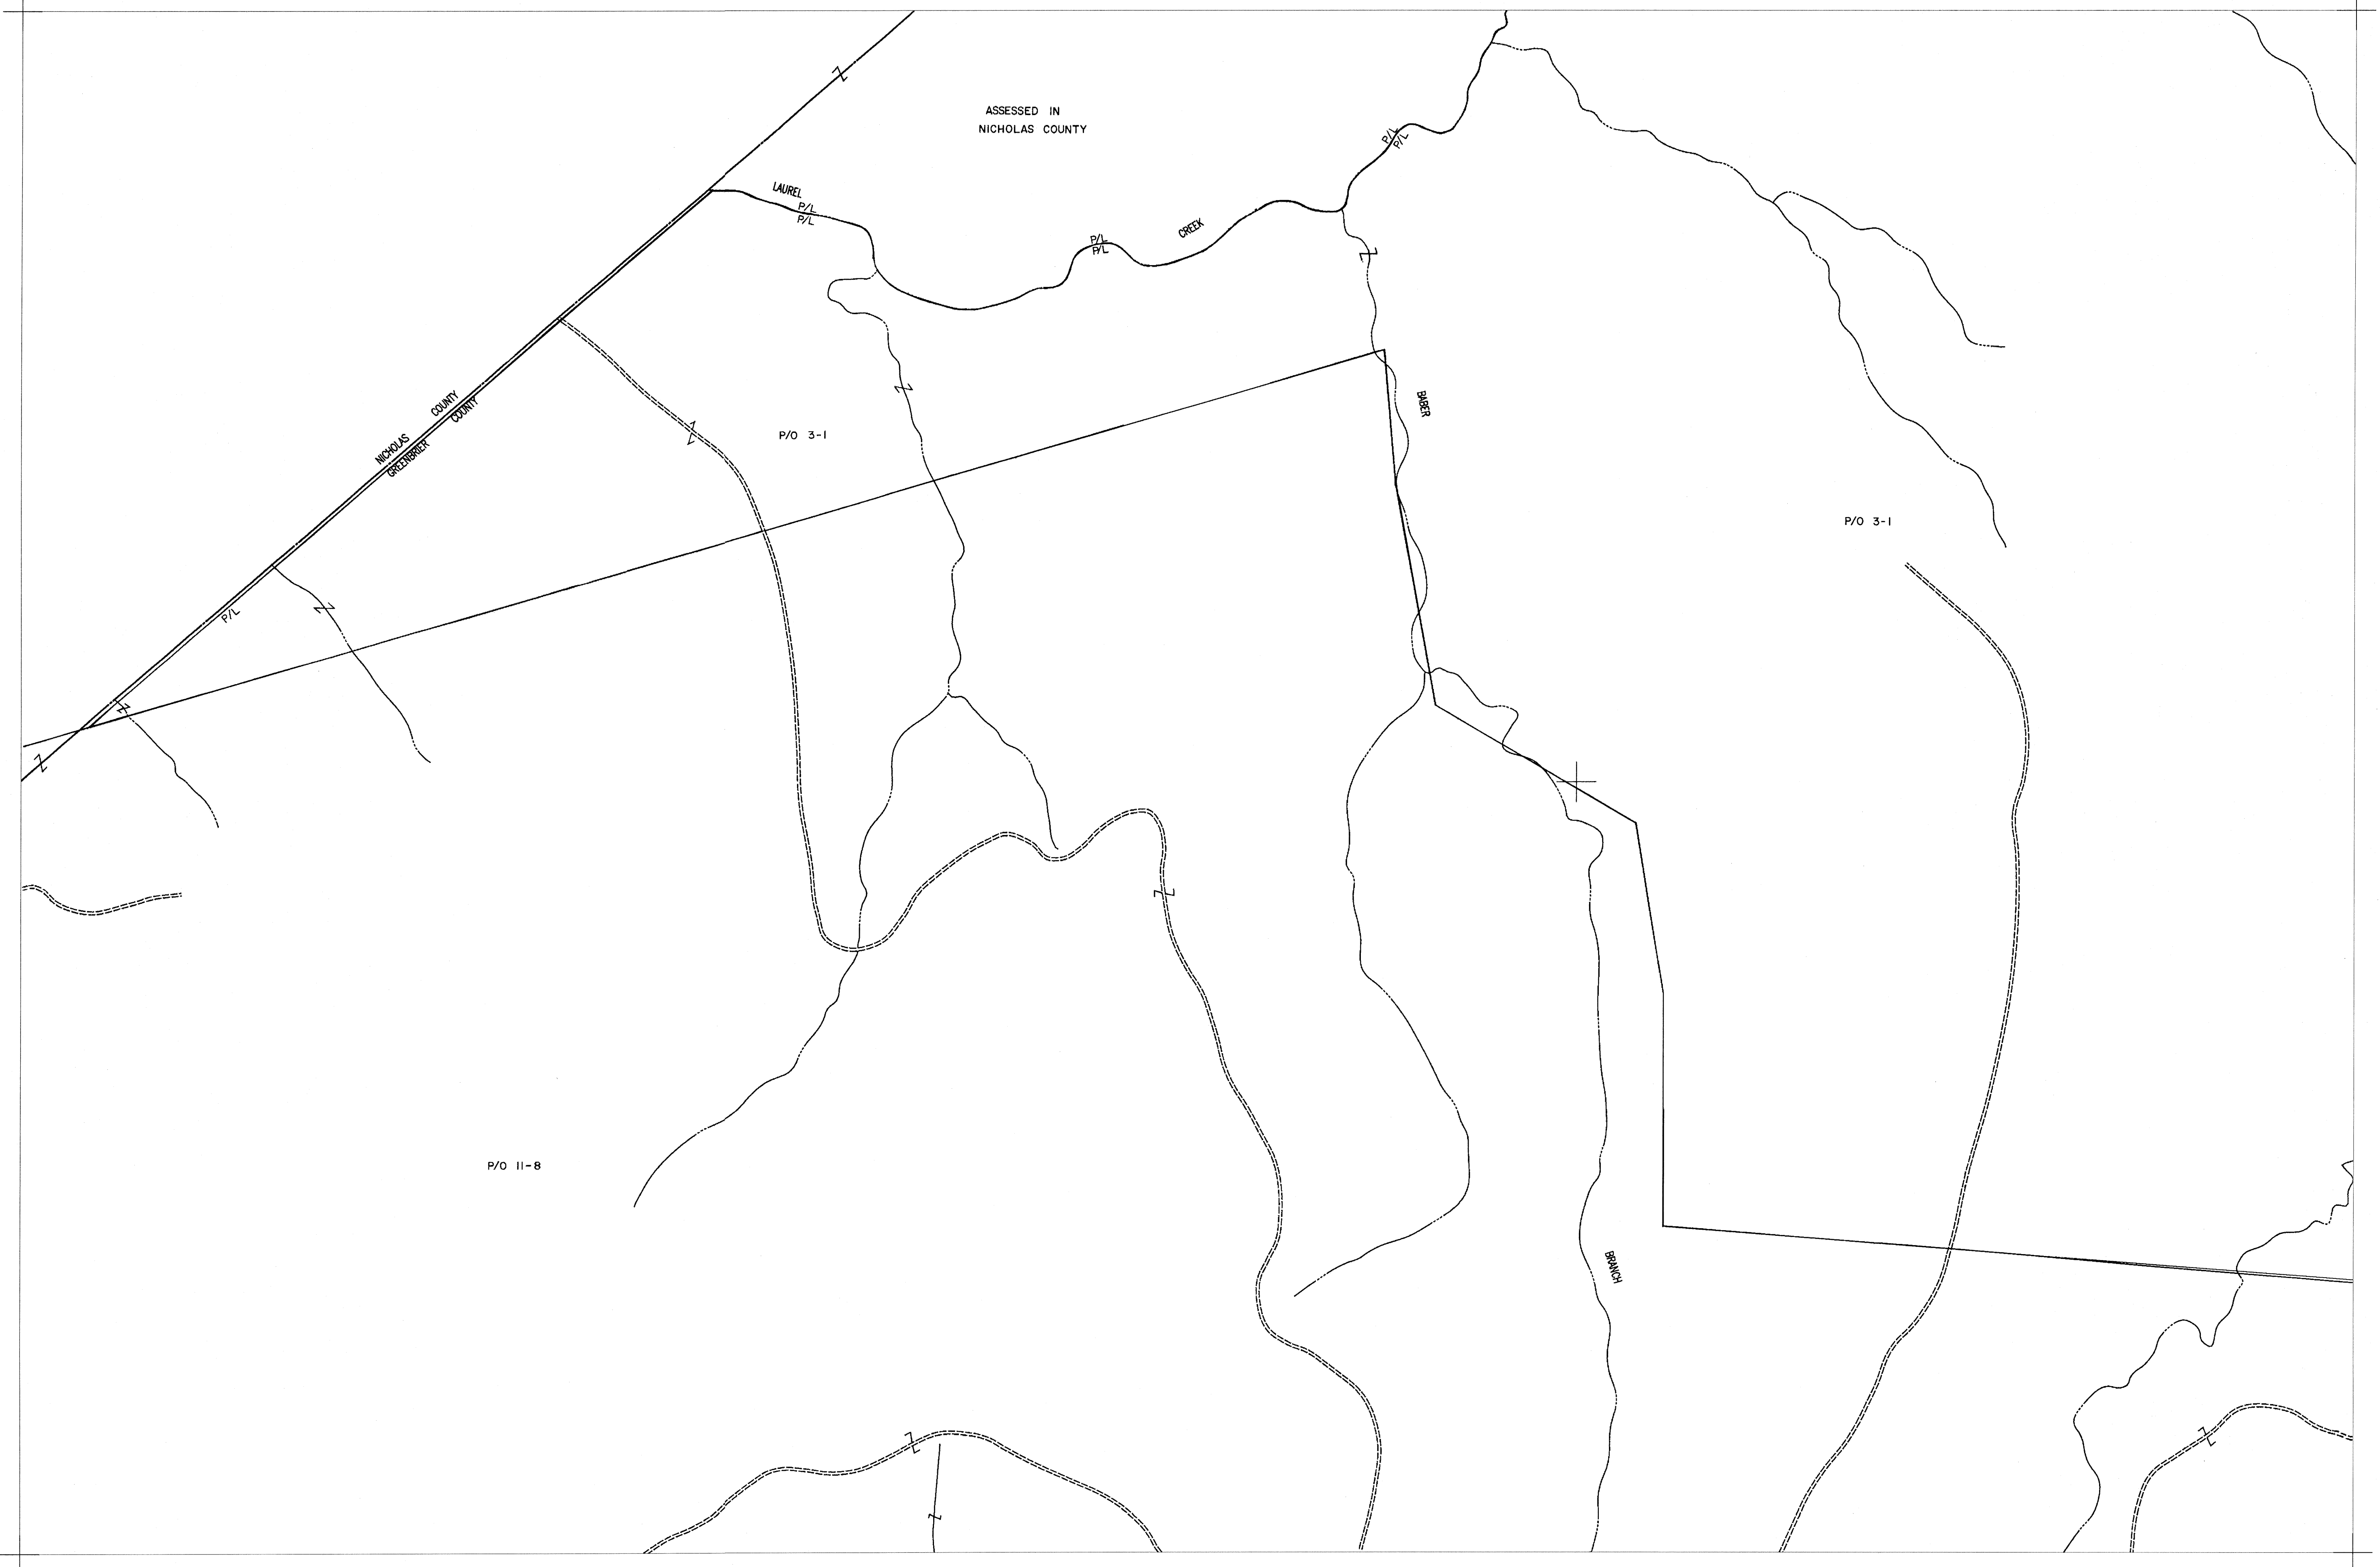 ASSESSED IN
NICHOLAS COUNTY
P/L
P/L
LAUREL
P/L
P/L
CREEK
P/L
P/L
NICHOLAS COUNTY
GREENBRIER COUNTY
BABER
P/O 3-1
P/O 3-1
P/L
P/O 11-8
BRANCH